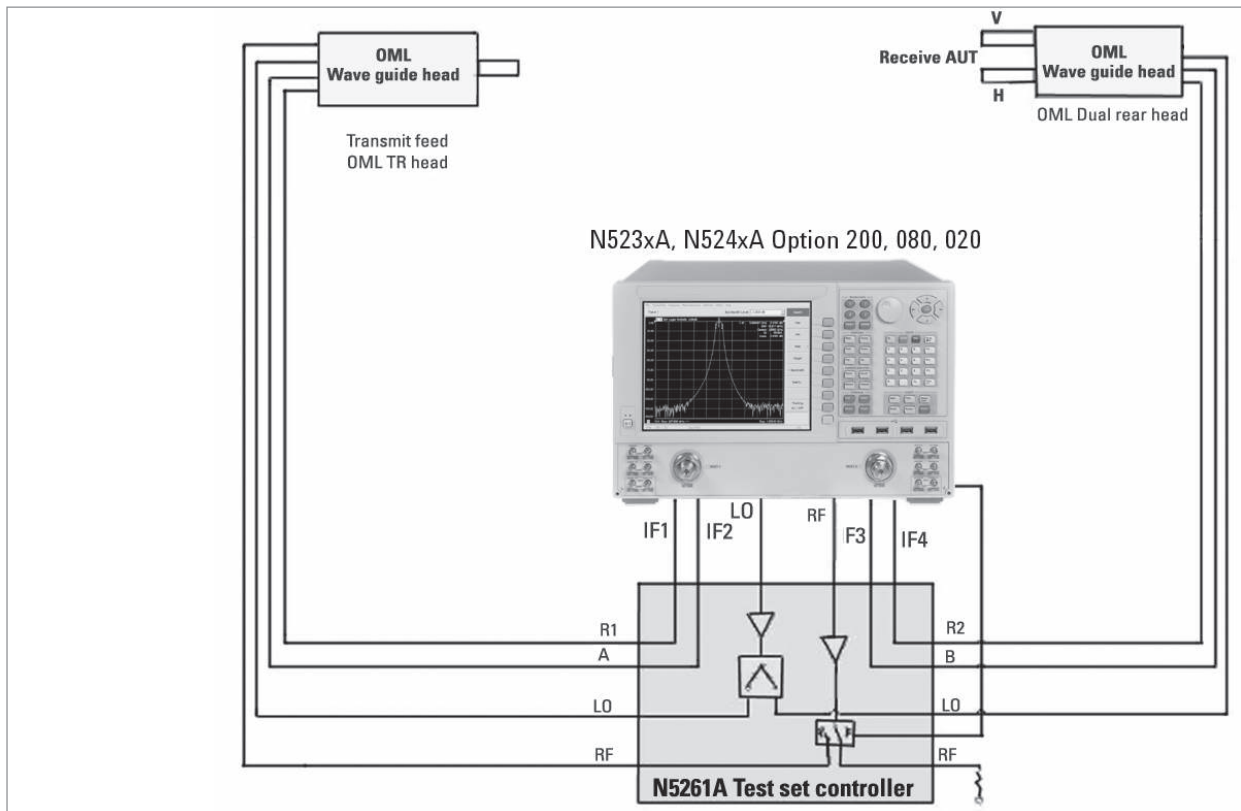 OML
Wave guide head
Transmit feed
OML TR head
V
Receive AUT
H
OML
Wave guide head
OML Dual rear head
N523xA, N524xA Option 200, 080, 020
IF1
IF2
LO
RF
F3
IF4
R1
A
LO
RF
R2
B
LO
RF
N5261A Test set controller